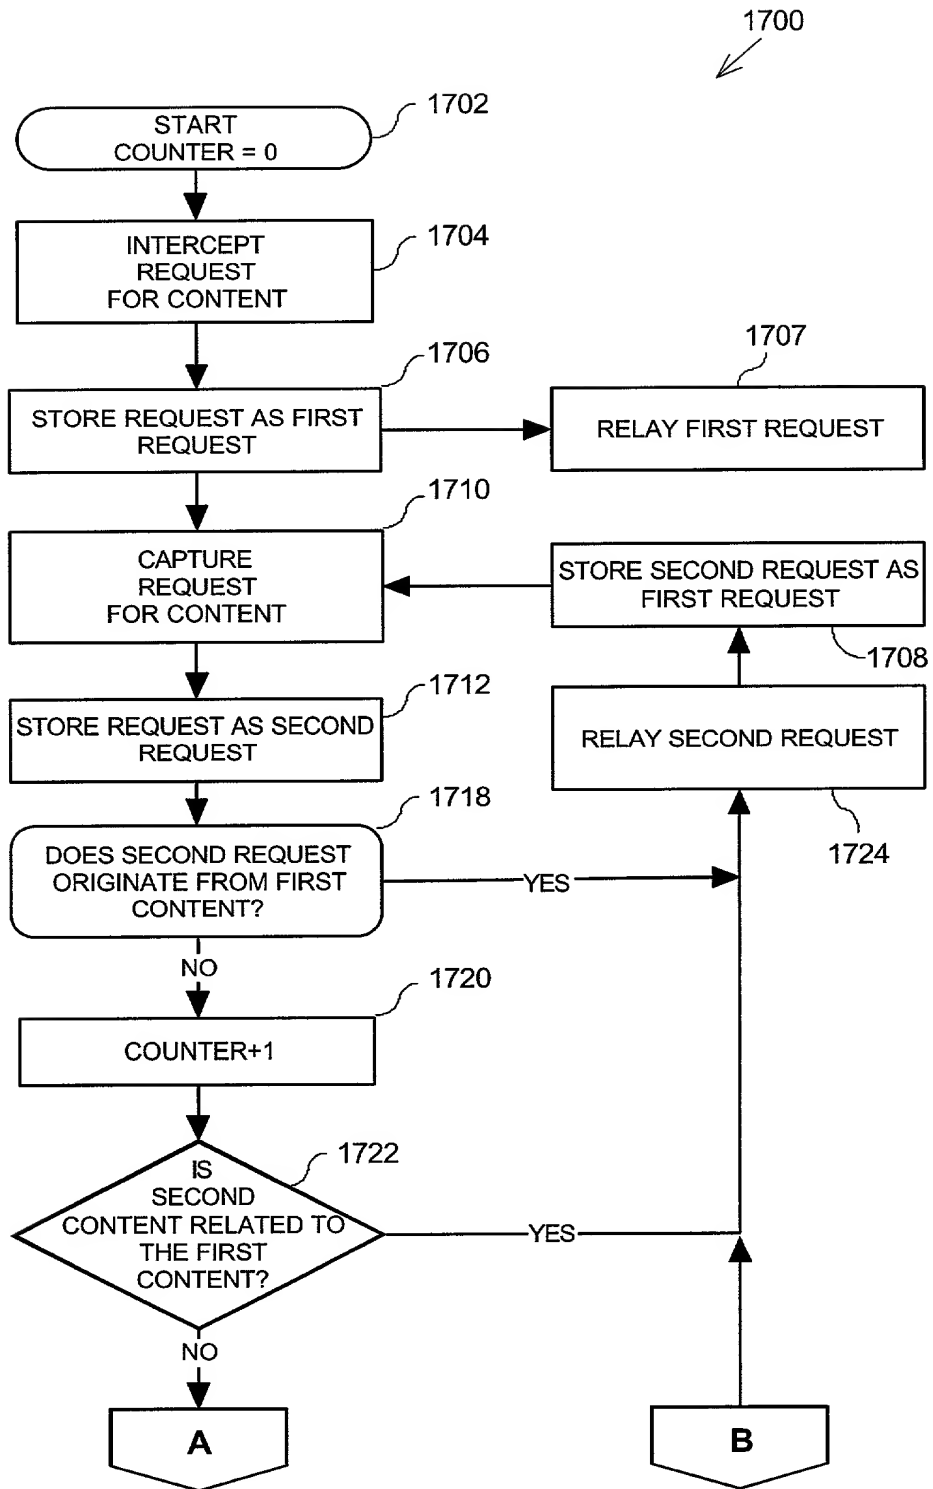 1700
1702
START
COUNTER = 0
1704
INTERCEPT
REQUEST
FOR CONTENT
1706
STORE REQUEST AS FIRST
REQUEST
1707
RELAY FIRST REQUEST
1710
CAPTURE
REQUEST
FOR CONTENT
STORE SECOND REQUEST AS
FIRST REQUEST
1708
1712
STORE REQUEST AS SECOND
REQUEST
RELAY SECOND REQUEST
1724
1718
DOES SECOND REQUEST
ORIGINATE FROM FIRST
CONTENT?
YES
NO
1720
COUNTER+1
1722
IS
SECOND
CONTENT RELATED TO
THE FIRST
CONTENT?
YES
NO
A
B